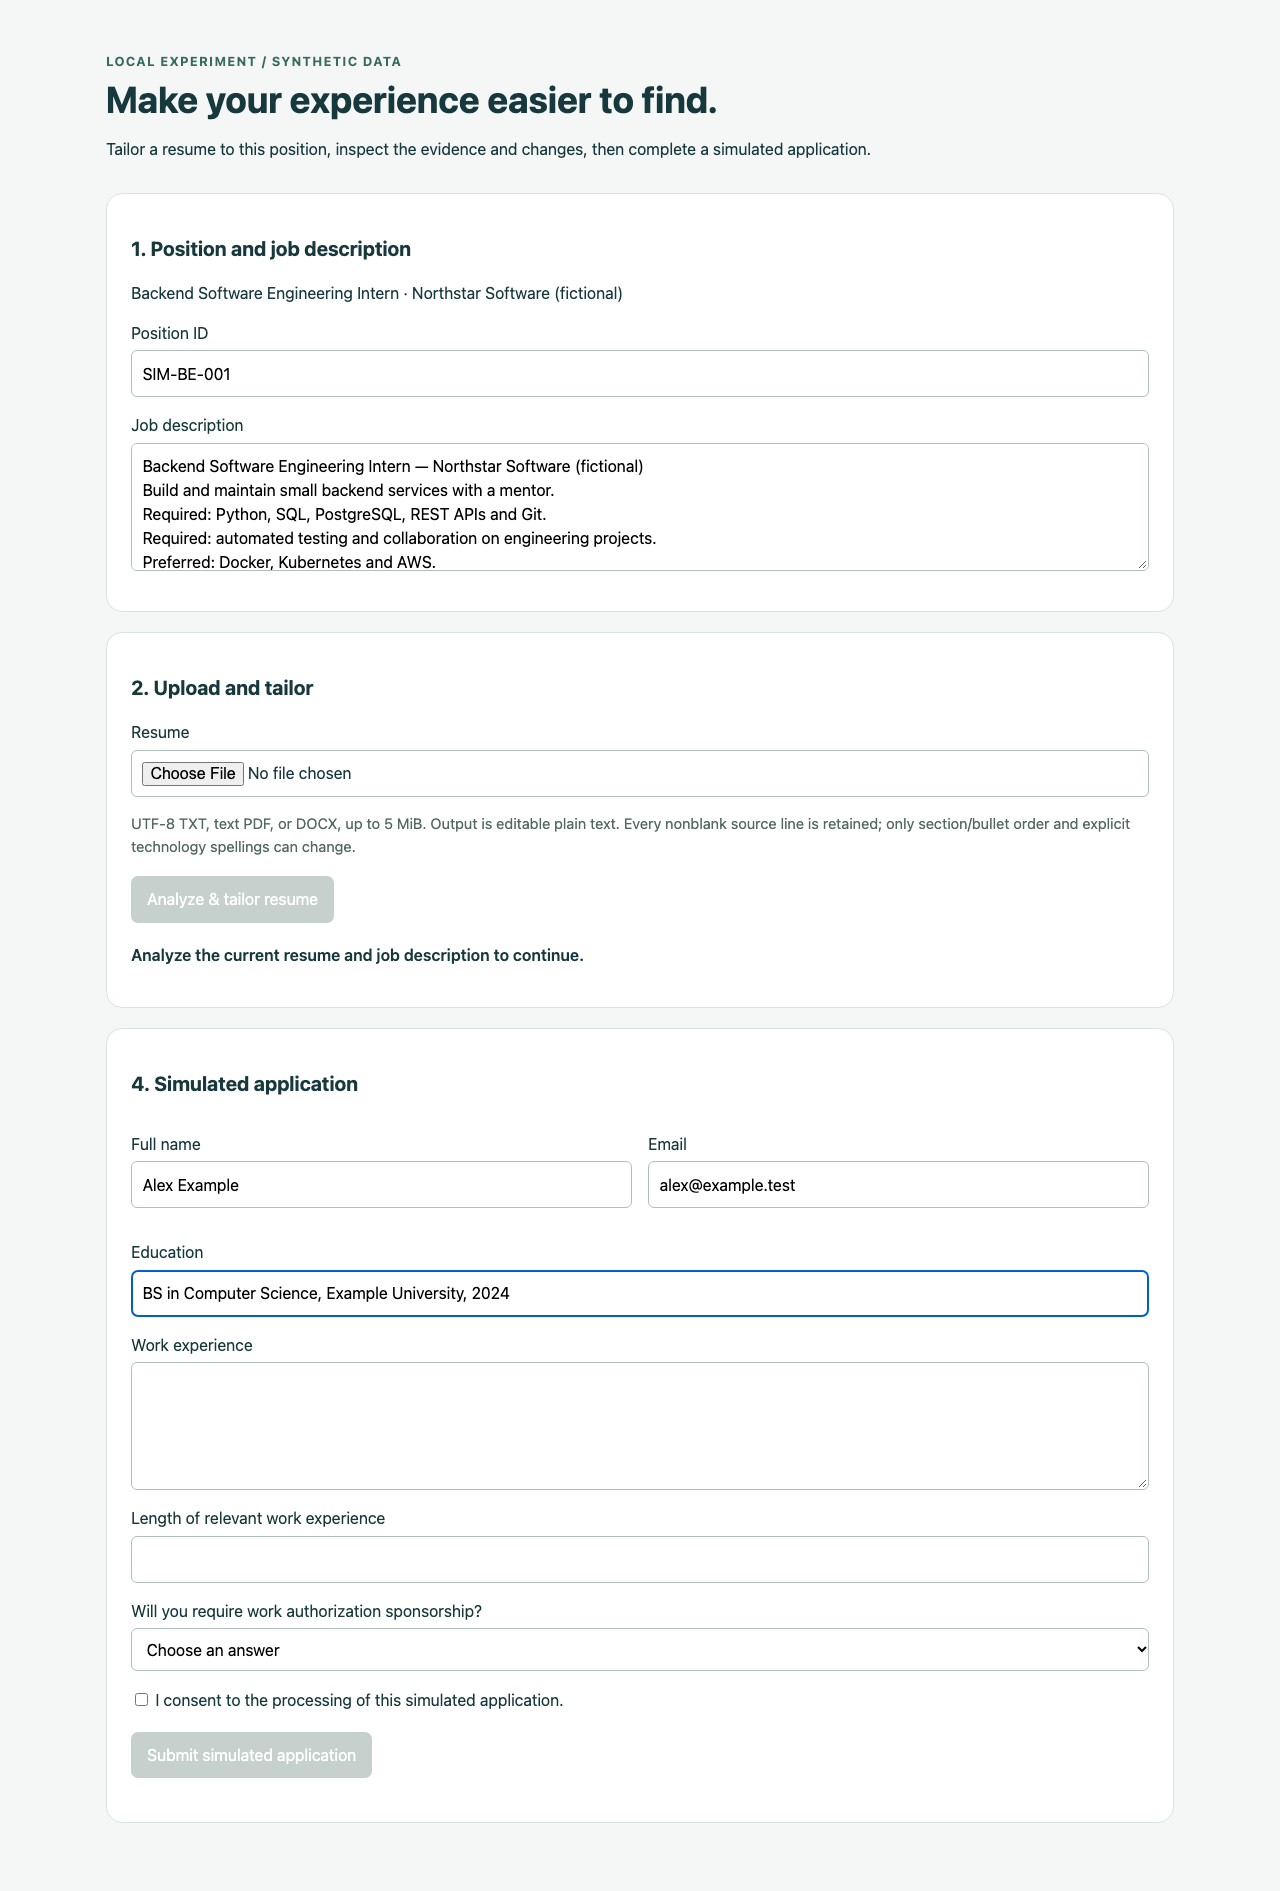 LOCAL EXPERIMENT / SYNTHETIC DATA
Make your experience easier to find.
Tailor a resume to this position, inspect the evidence and changes, then complete a simulated application.
1. Position and job description
Backend Software Engineering Intern · Northstar Software (fictional)
Position ID
SIM-BE-001
Job description
Backend Software Engineering Intern — Northstar Software (fictional)
Build and maintain small backend services with a mentor.
Required: Python, SQL, PostgreSQL, REST APIs and Git.
Required: automated testing and collaboration on engineering projects.
Preferred: Docker, Kubernetes and AWS.
2. Upload and tailor
Resume
Choose File No file chosen
UTF-8 TXT, text PDF, or DOCX, up to 5 MiB. Output is editable plain text. Every nonblank source line is retained; only section/bullet order and explicit
technology spellings can change.
Analyze & tailor resume
Analyze the current resume and job description to continue.
4. Simulated application
Full name
Alex Example
Email
alex@example.test
Education
BS in Computer Science, Example University, 2024
Work experience
Length of relevant work experience
Will you require work authorization sponsorship?
Choose an answer
I consent to the processing of this simulated application.
Submit simulated application